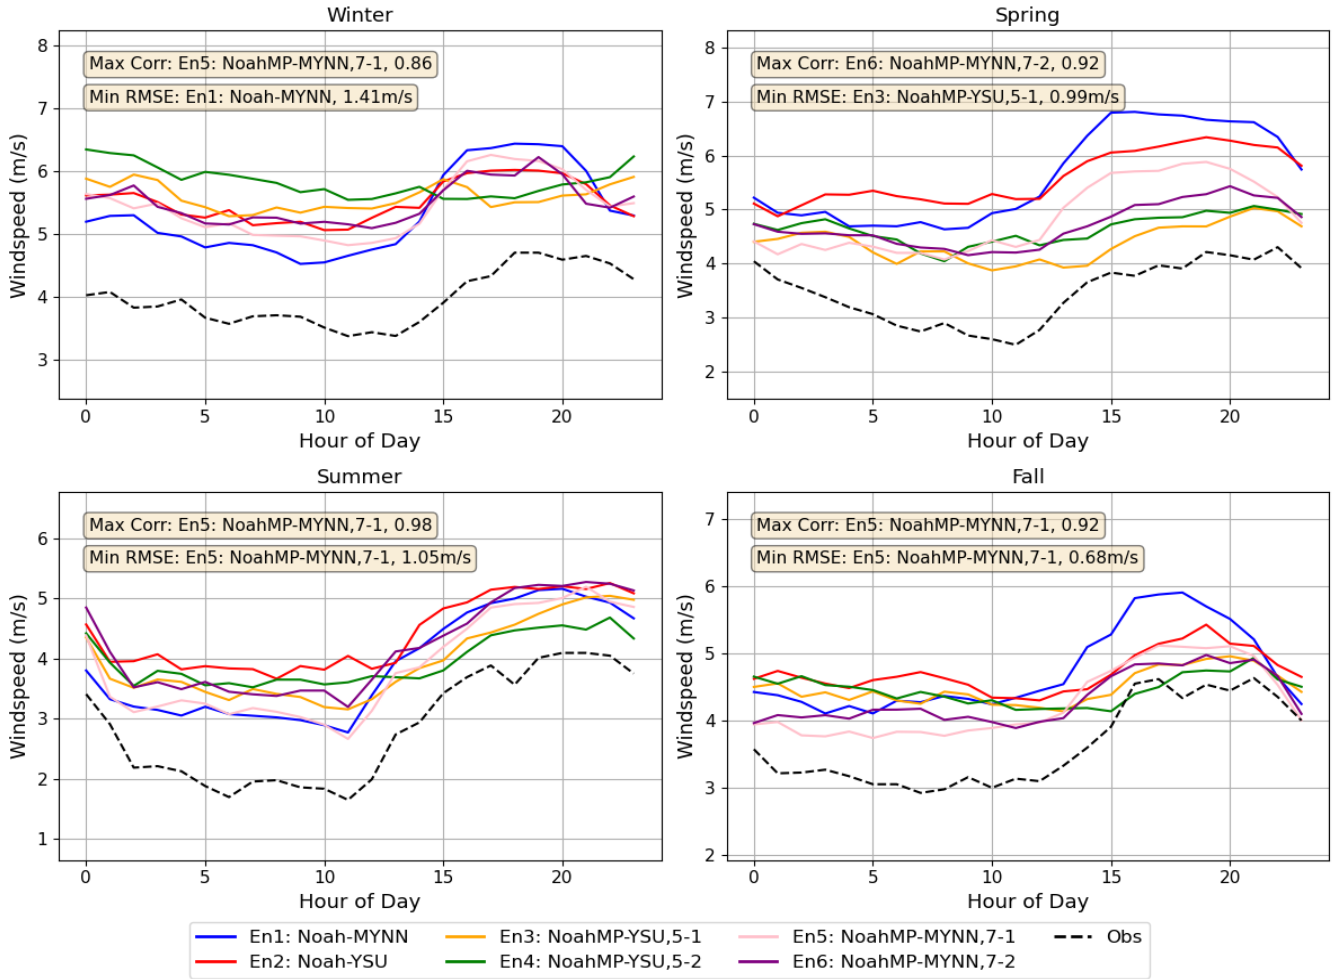 Winter
Max Corr: En5: NoahMP-MYNN,7-1, 0.86
Min RMSE: En1: Noah-MYNN, 1.41m/s
Windspeed (m/s)
8
7
6
5
4
3
0 5 10 15 20
Hour of Day
Spring
Max Corr: En6: NoahMP-MYNN,7-2, 0.92
Min RMSE: En3: NoahMP-YSU,5-1, 0.99m/s
Windspeed (m/s)
8
7
6
5
4
3
2
0 5 10 15 20
Hour of Day
Summer
Max Corr: En5: NoahMP-MYNN,7-1, 0.98
Min RMSE: En5: NoahMP-MYNN,7-1, 1.05m/s
Windspeed (m/s)
6
5
4
3
2
1
0 5 10 15 20
Hour of Day
Fall
Max Corr: En5: NoahMP-MYNN,7-1, 0.92
Min RMSE: En5: NoahMP-MYNN,7-1, 0.68m/s
Windspeed (m/s)
7
6
5
4
3
2
0 5 10 15 20
Hour of Day
En1: Noah-MYNN
En2: Noah-YSU
En3: NoahMP-YSU,5-1
En4: NoahMP-YSU,5-2
En5: NoahMP-MYNN,7-1
En6: NoahMP-MYNN,7-2
Obs